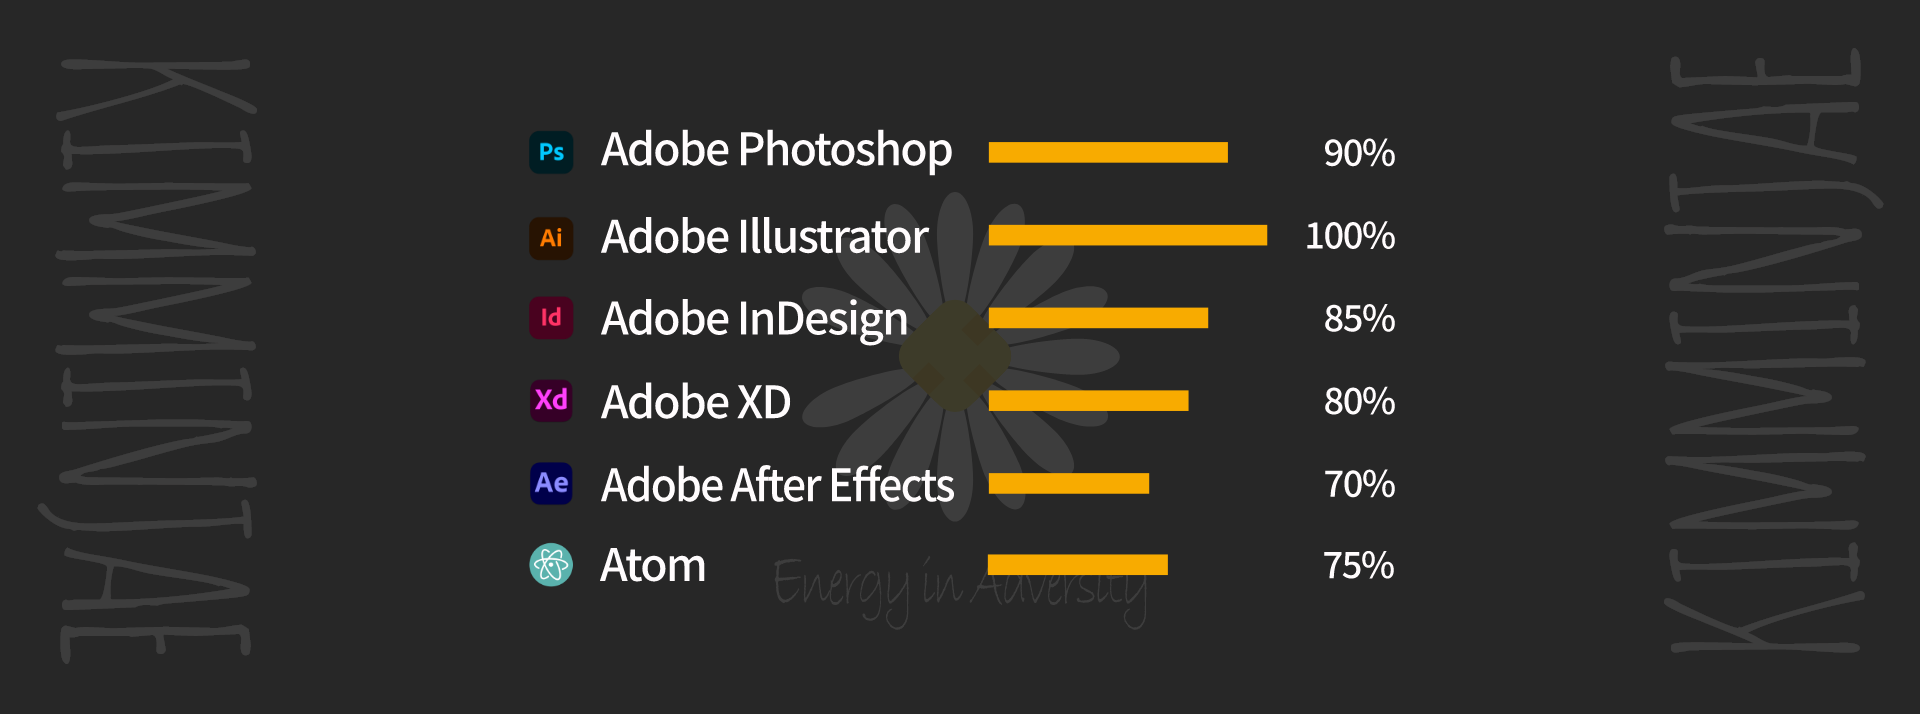 KIMMINJAE
Ps Adobe Photoshop 90%
Ai Adobe Illustrator 100%
Id Adobe InDesign 85%
Xd Adobe XD 80%
Ae Adobe After Effects 70%
Atom 75%
Energy in Adversity
KIMMINJAE